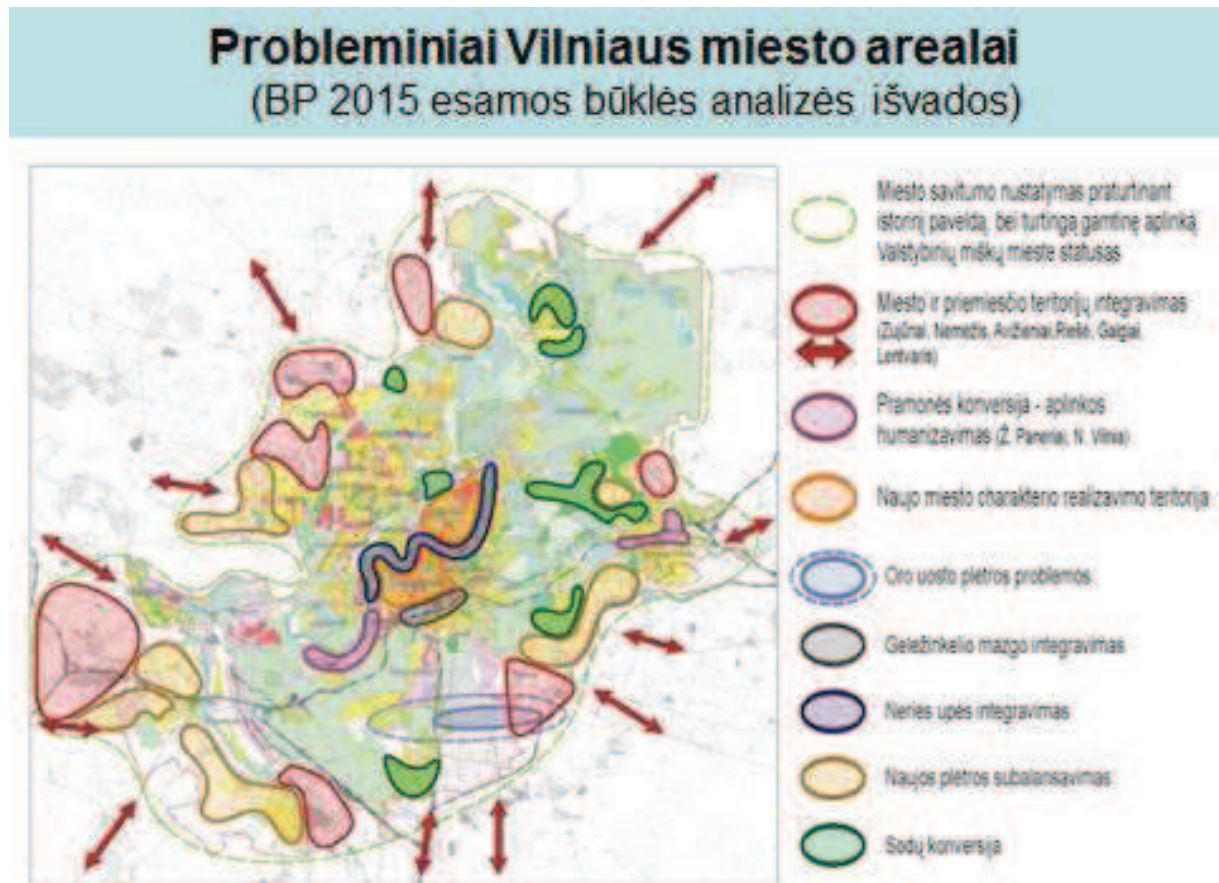 Probleminiai Vilniaus miesto arealai
(BP 2015 esamos būklės analizės išvados)
Miesto savitumo nustatymas praturtinant
istorinį paveldą, bei turtingą gamtinę aplinką
Valstybinių miškų mieste statusas
Miesto ir priemiesčio teritorijų integravimas
(Zujūnai, Nemėžis, Avižieniai, Riešė, Galgiai,
Lentvaris)
Pramonės konversija - aplinkos
humanizavimas (Ž. Paneriai, N. Vilnia)
Naujo miesto charakterio realizavimo teritorija
Oro uosto plėtros problemos
Geležinkelio mazgo integravimas
Neries upės integravimas
Naujos plėtros subalansavimas
Sodų konversija